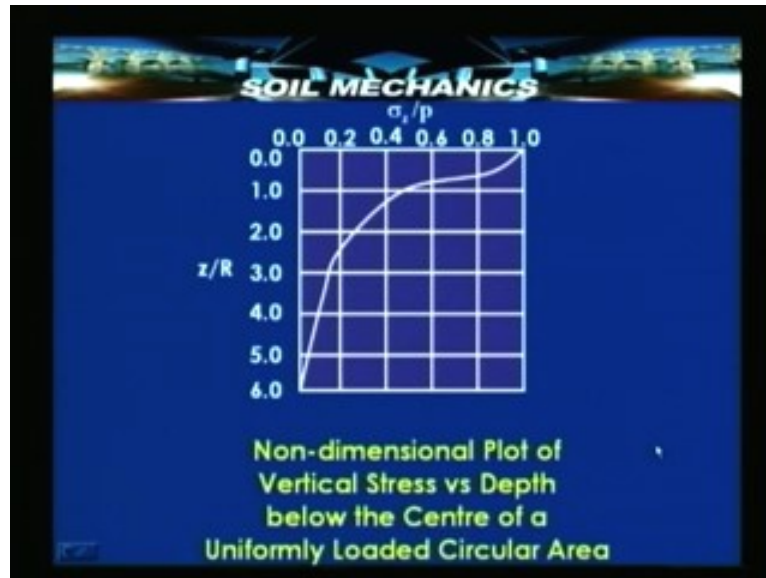 SOIL MECHANICS
σz/p
0.0 0.2 0.4 0.6 0.8 1.0
0.0
1.0
2.0
z/R 3.0
4.0
5.0
6.0
Non-dimensional Plot of
Vertical Stress vs Depth
below the Centre of a
Uniformly Loaded Circular Area